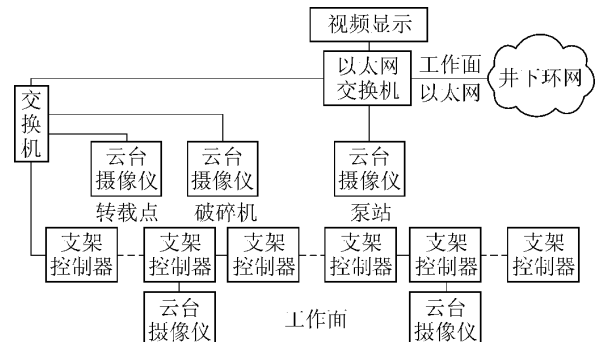 视频显示
以太网
交换机
工作面
以太网
井下环网
交
换
机
云台
摄像仪
云台
摄像仪
云台
摄像仪
转载点
破碎机
泵站
支架
控制器
支架
控制器
支架
控制器
支架
控制器
支架
控制器
支架
控制器
云台
摄像仪
工作面
云台
摄像仪